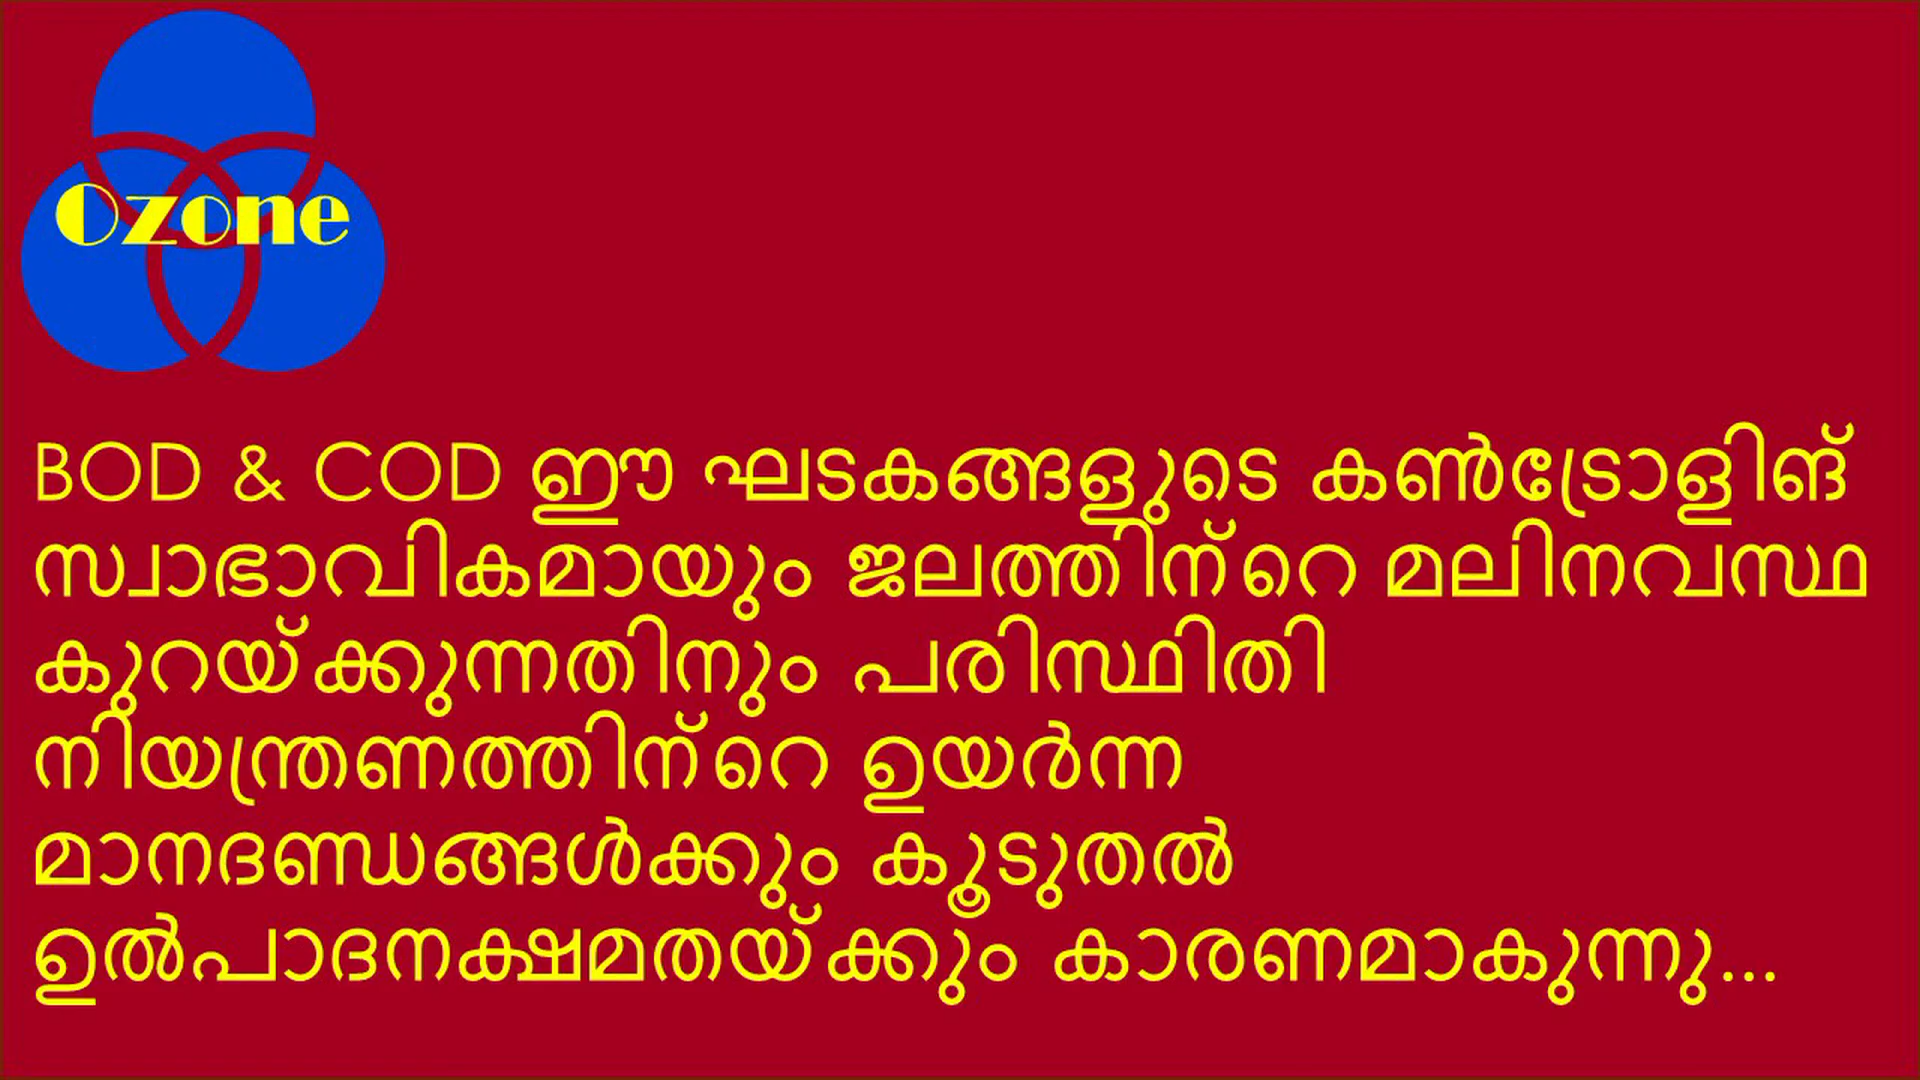 Ozone
BOD & COD ഈ ഘടകങ്ങളുടെ കൺട്രോളിങ്
സ്വാഭാവികമായും ജലത്തിന്റെ മലിനവസ്ഥ
കുറയ്ക്കുന്നതിനും പരിസ്ഥിതി
നിയന്ത്രണത്തിന്റെ ഉയർന്ന
മാനദണ്ഡങ്ങൾക്കും കൂടുതൽ
ഉൽപാദനക്ഷമതയ്ക്കും കാരണമാകുന്നു...